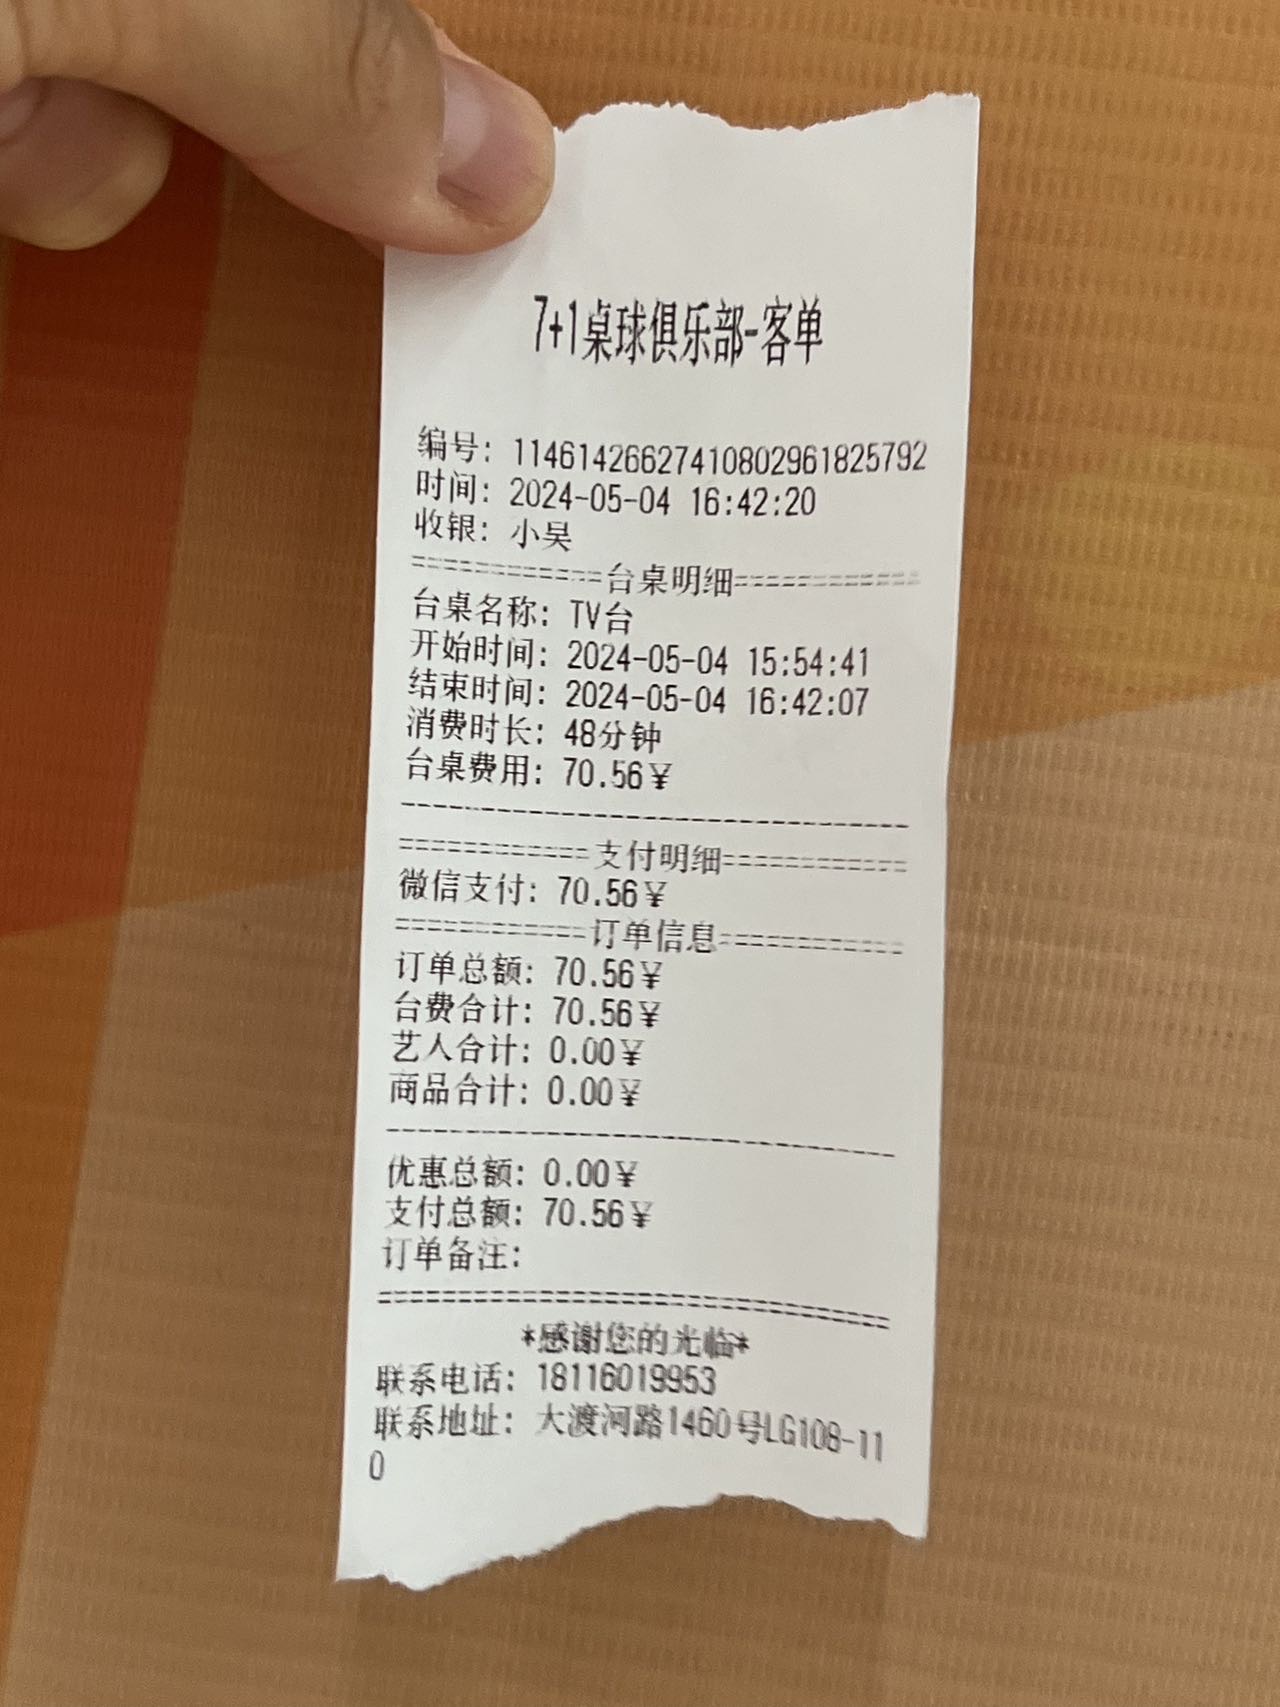 7+1桌球俱乐部-客单
编号: 1146142662741080296182579​2
时间: 2024-05-04 16:42:20
收银: 小吴
============台桌明细============
台桌名称: TV台
开始时间: 2024-05-04 15:54:41
结束时间: 2024-05-04 16:42:07
消费时长: 48分钟
台桌费用: 70.56¥
--------------------------------
============支付明细============
微信支付: 70.56¥
============订单信息============
订单总额: 70.56¥
台费合计: 70.56¥
艺人合计: 0.00¥
商品合计: 0.00¥
--------------------------------
优惠总额: 0.00¥
支付总额: 70.56¥
订单备注:
================================
*感谢您的光临*
联系电话: 18116019953
联系地址: 大渡河路1460号LG108-11
0